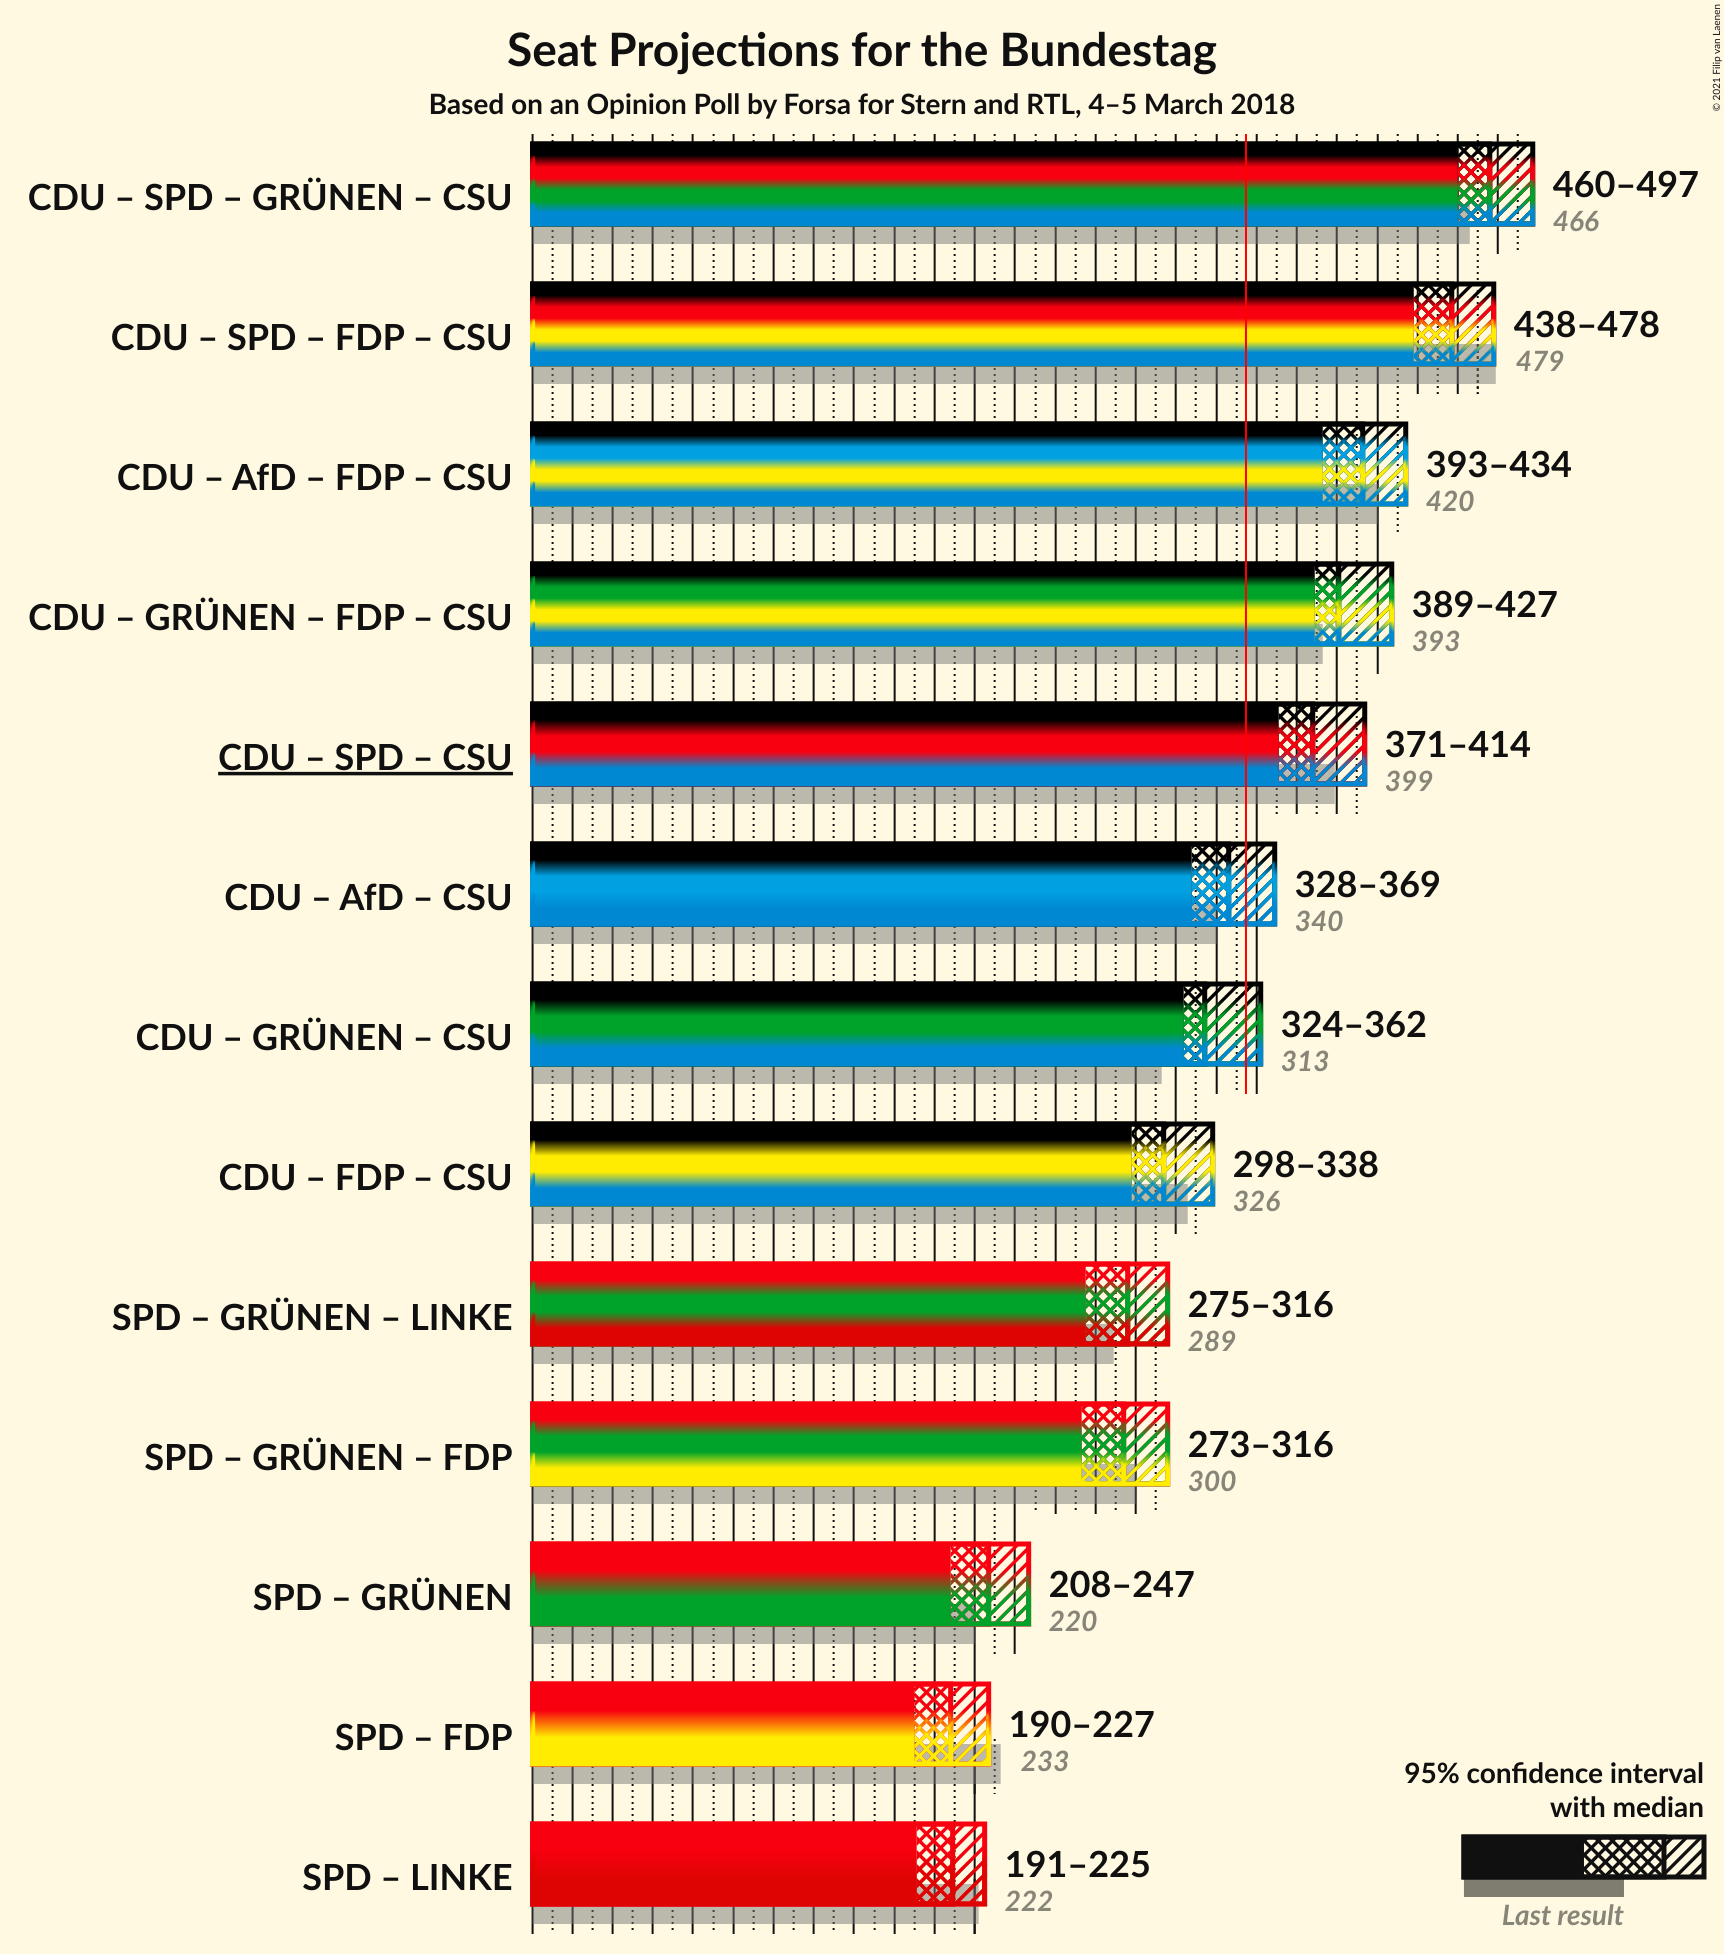 Seat Projections for the Bundestag
Based on an Opinion Poll by Forsa for Stern and RTL, 4–5 March 2018
© 2021 Filip van Laenen
CDU – SPD – GRÜNEN – CSU
460–497
466
CDU – SPD – FDP – CSU
438–478
479
CDU – AfD – FDP – CSU
393–434
420
CDU – GRÜNEN – FDP – CSU
389–427
393
CDU – SPD – CSU
371–414
399
CDU – AfD – CSU
328–369
340
CDU – GRÜNEN – CSU
324–362
313
CDU – FDP – CSU
298–338
326
SPD – GRÜNEN – LINKE
275–316
289
SPD – GRÜNEN – FDP
273–316
300
SPD – GRÜNEN
208–247
220
SPD – FDP
190–227
233
SPD – LINKE
191–225
222
95% confidence interval
with median
Last result